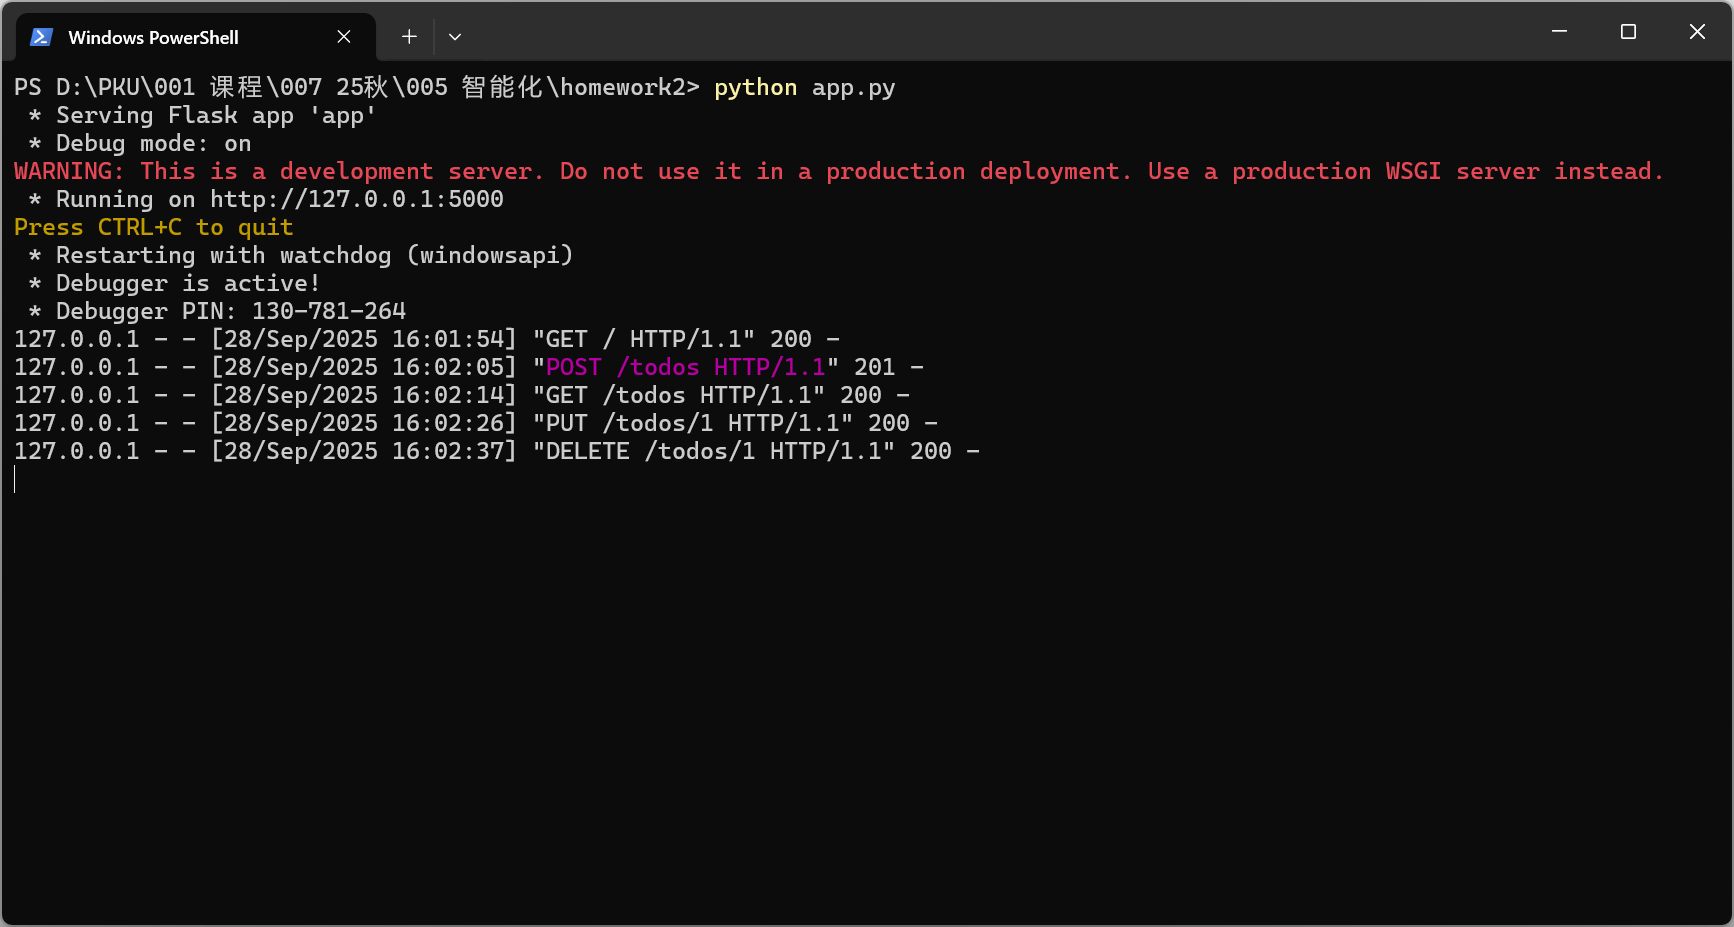 Windows PowerShell
PS D:\PKU\001 课程\007 25秋\005 智能化\homework2> python app.py
 * Serving Flask app 'app'
 * Debug mode: on
WARNING: This is a development server. Do not use it in a production deployment. Use a production WSGI server instead.
 * Running on http://127.0.0.1:5000
Press CTRL+C to quit
 * Restarting with watchdog (windowsapi)
 * Debugger is active!
 * Debugger PIN: 130-781-264
127.0.0.1 - - [28/Sep/2025 16:01:54] "GET / HTTP/1.1" 200 -
127.0.0.1 - - [28/Sep/2025 16:02:05] "POST /todos HTTP/1.1" 201 -
127.0.0.1 - - [28/Sep/2025 16:02:14] "GET /todos HTTP/1.1" 200 -
127.0.0.1 - - [28/Sep/2025 16:02:26] "PUT /todos/1 HTTP/1.1" 200 -
127.0.0.1 - - [28/Sep/2025 16:02:37] "DELETE /todos/1 HTTP/1.1" 200 -